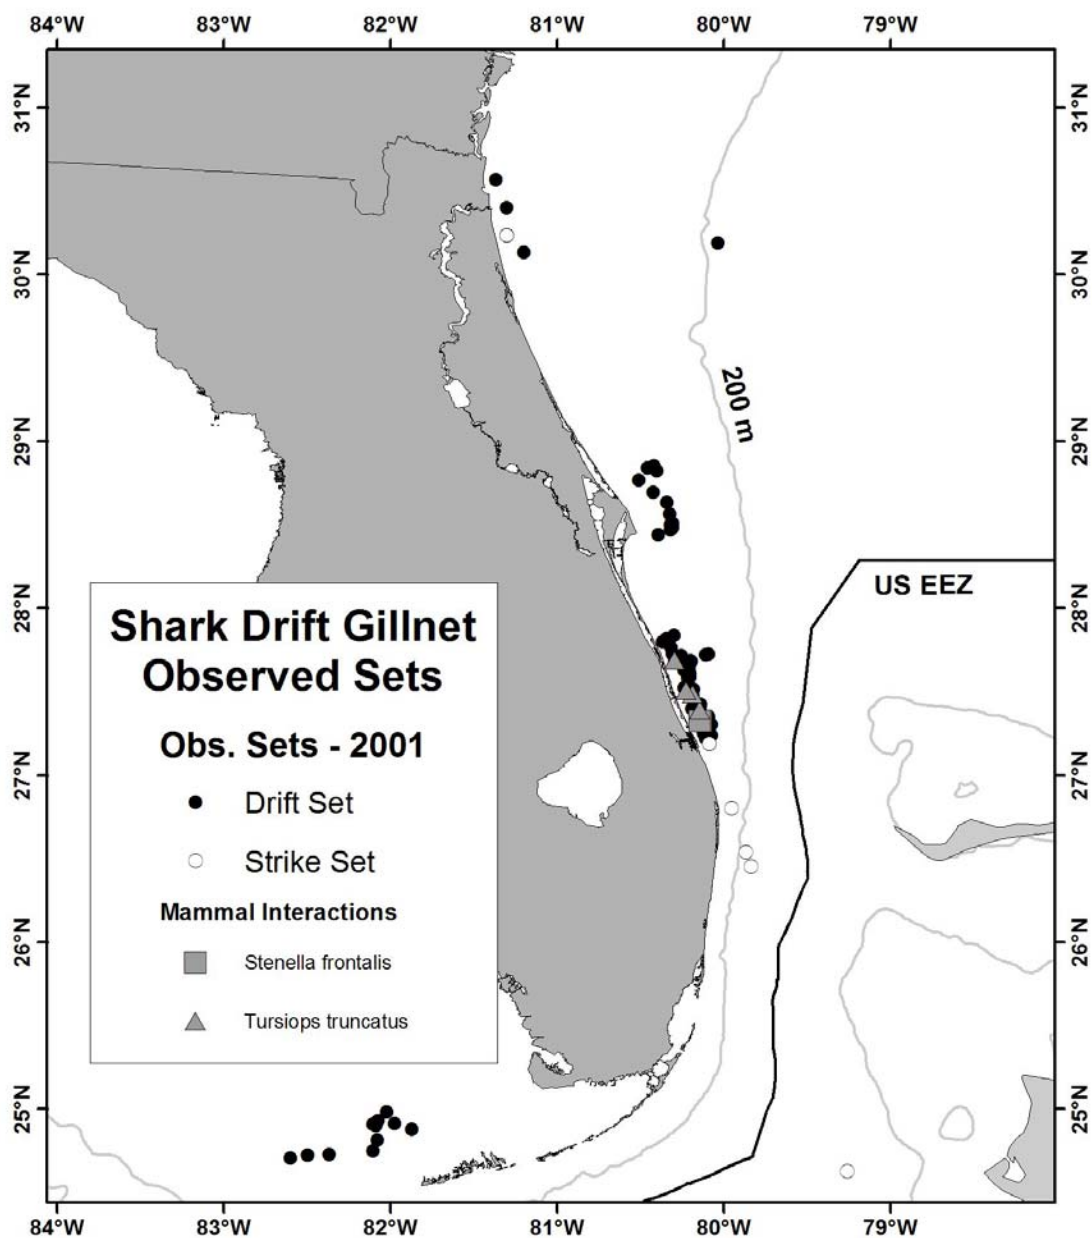 84°W 83°W 82°W 81°W 80°W 79°W
31°N 31°N
30°N 30°N
200 m
29°N 29°N
US EEZ
28°N 28°N
Shark Drift Gillnet
Observed Sets
Obs. Sets - 2001
27°N 27°N
Drift Set
Strike Set
Mammal Interactions
26°N 26°N
Stenella frontalis
Tursiops truncatus
25°N 25°N
84°W 83°W 82°W 81°W 80°W 79°W